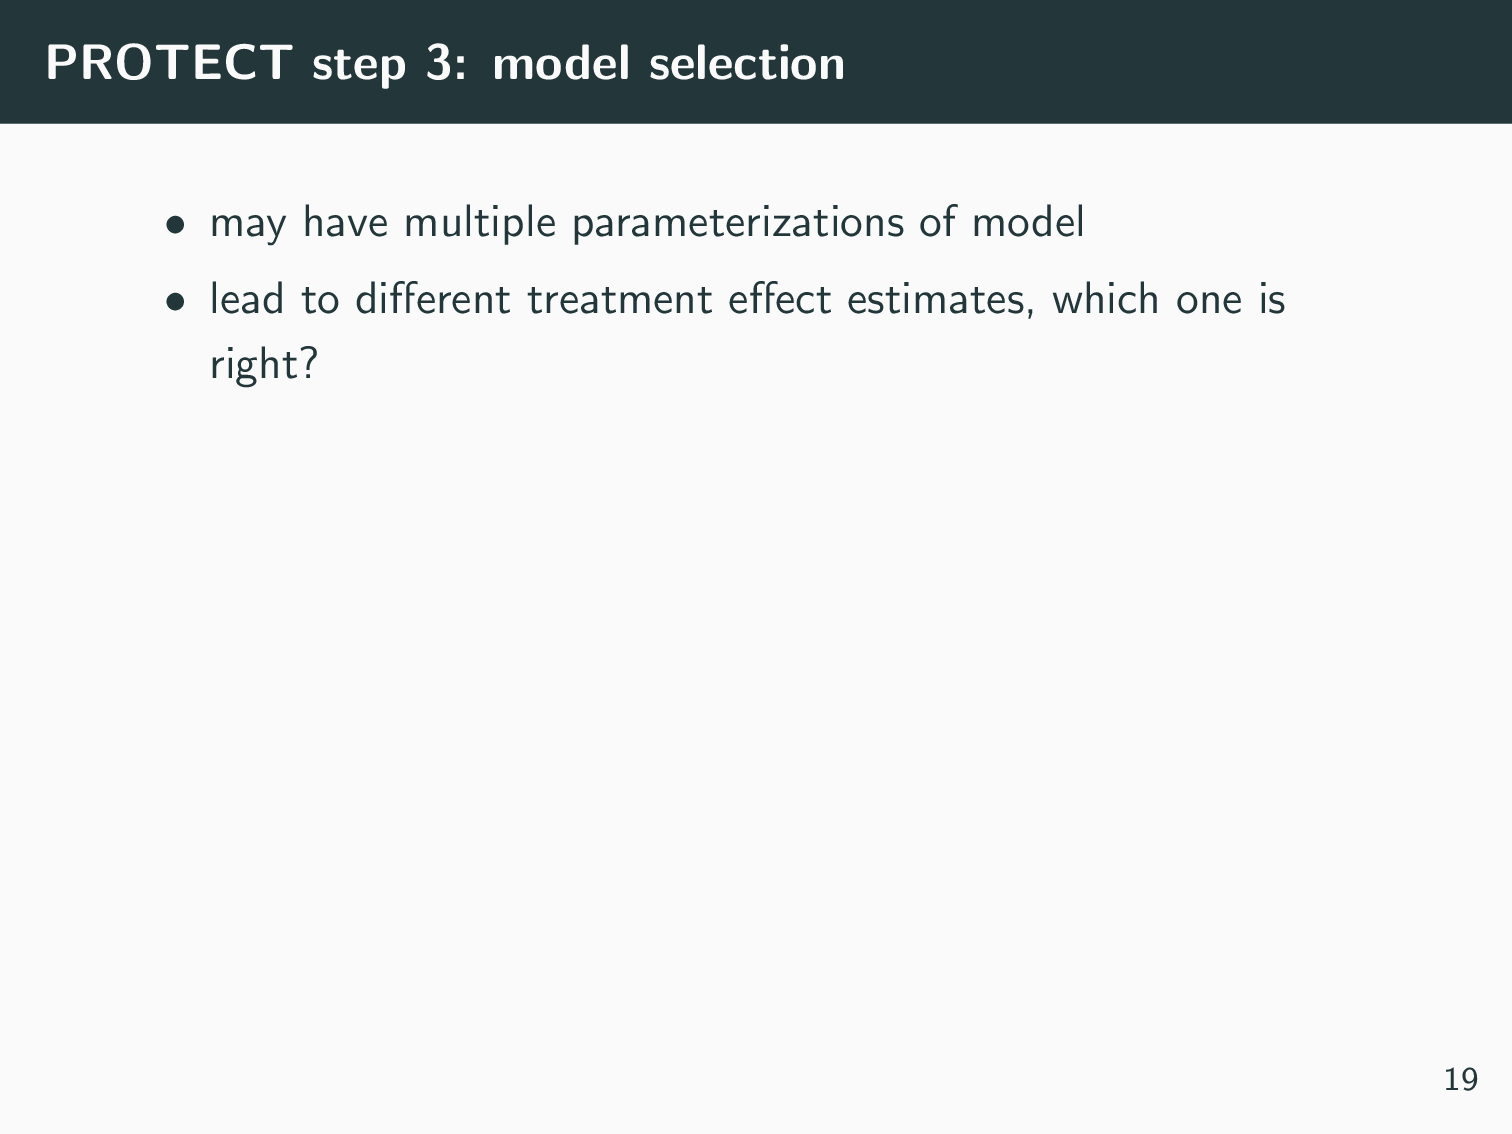 PROTECT step 3: model selection
• may have multiple parameterizations of model
• lead to different treatment effect estimates, which one is
right?
19